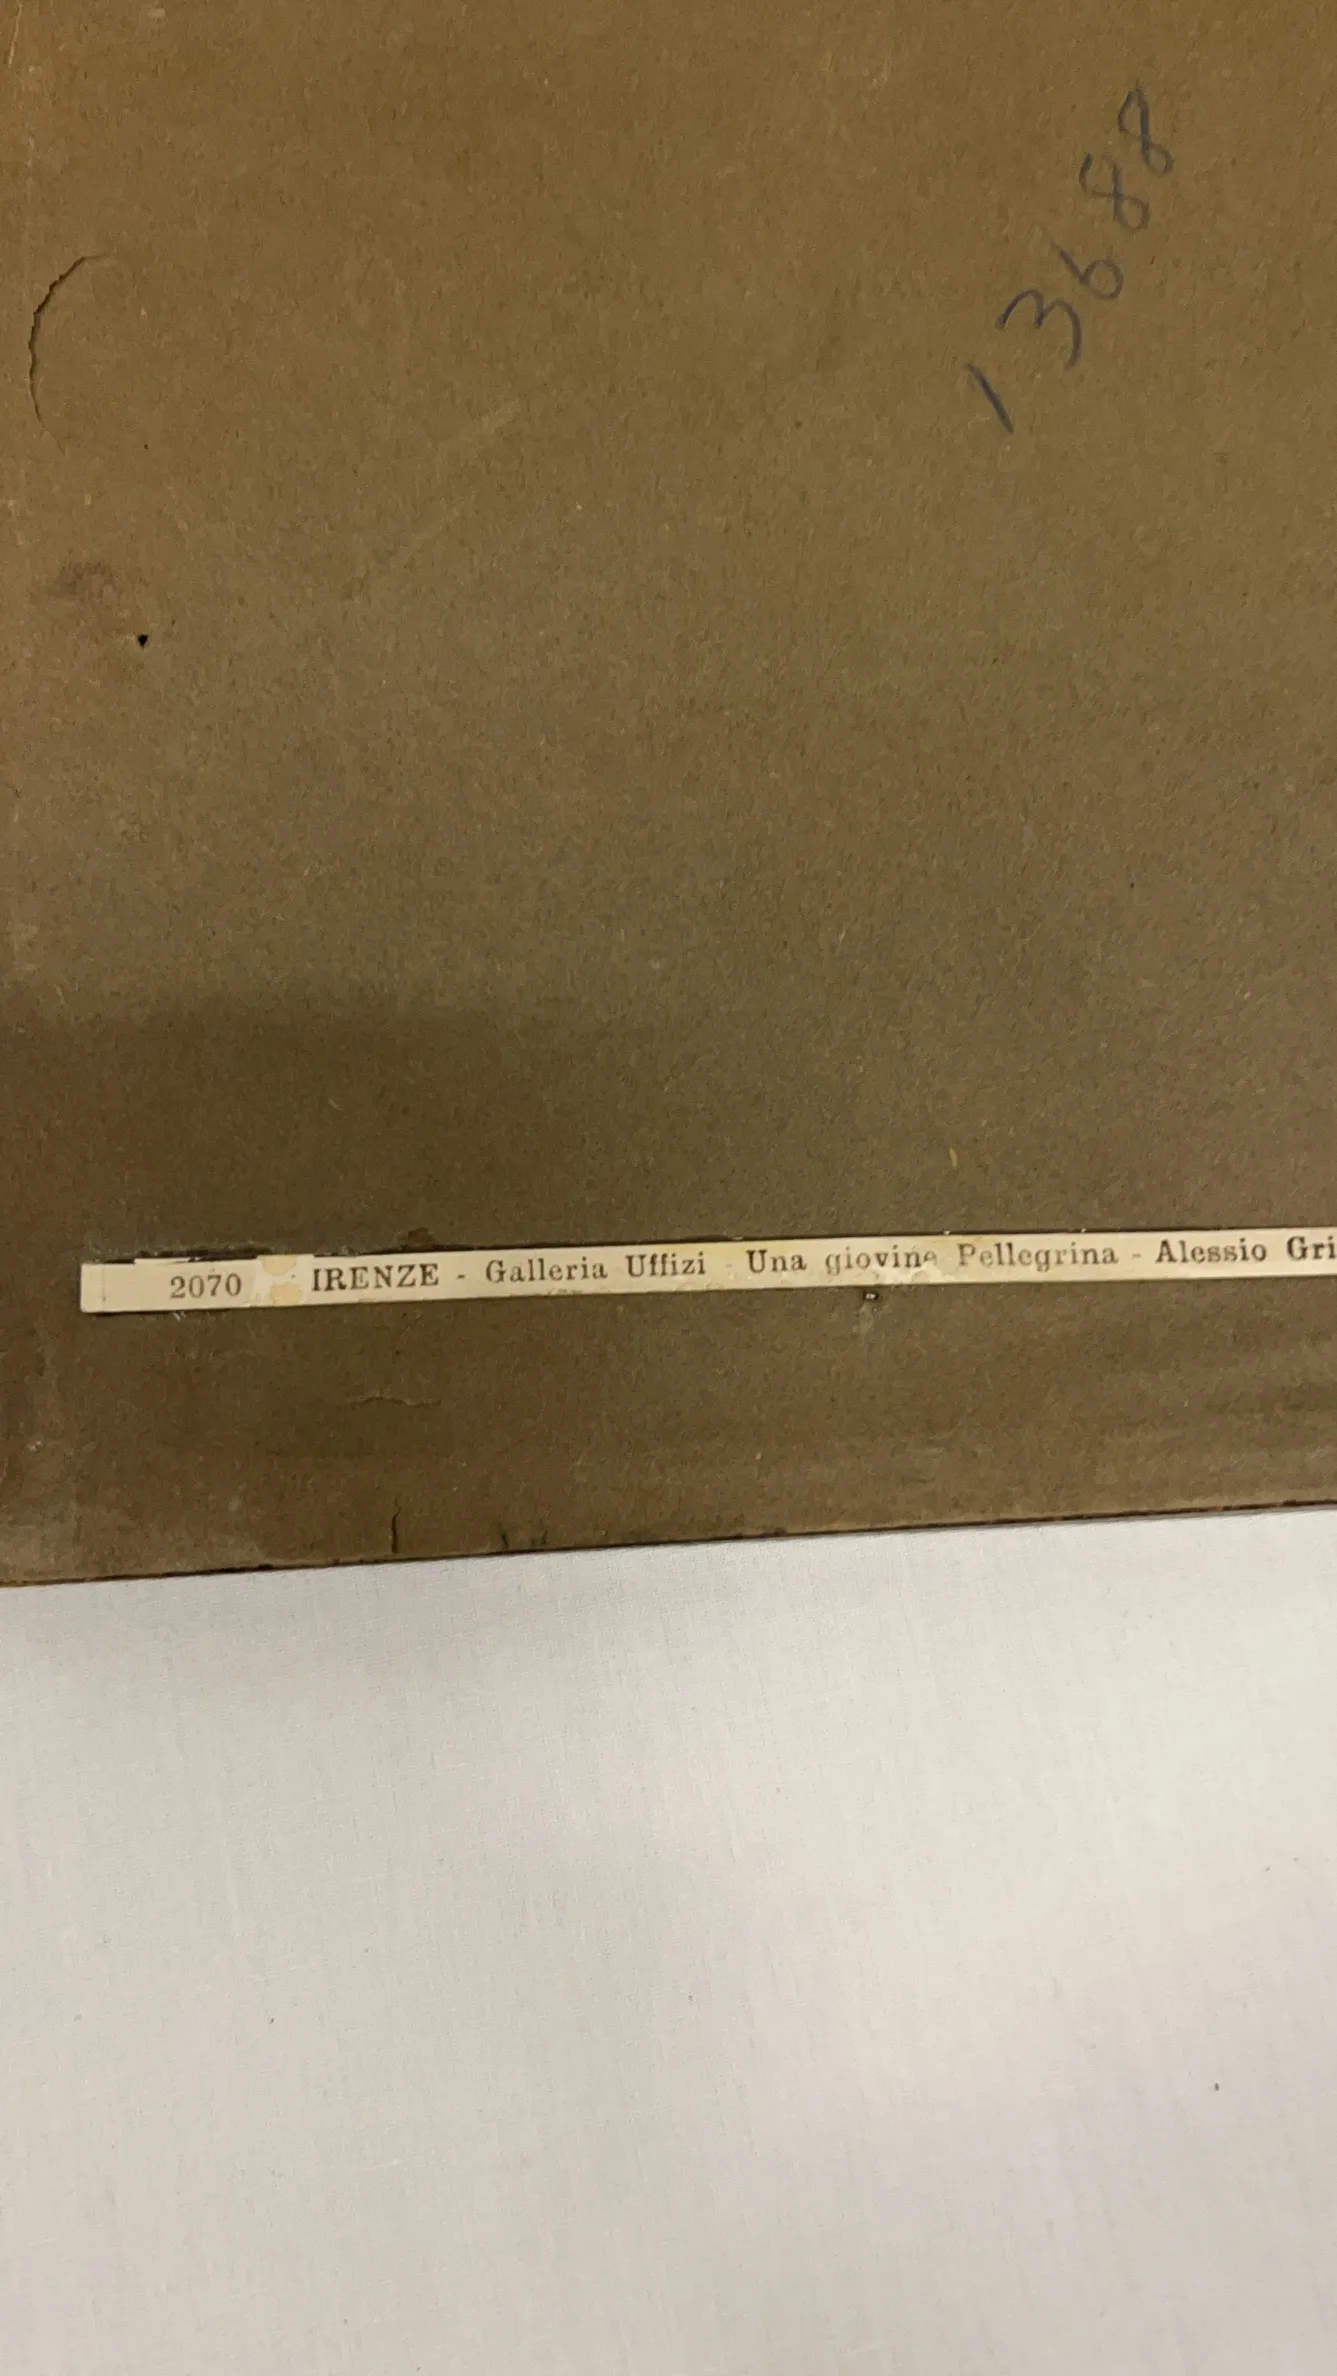 13688
2070 IRENZE - Galleria Uffizi - Una giovine Pellegrina - Alessio Gri